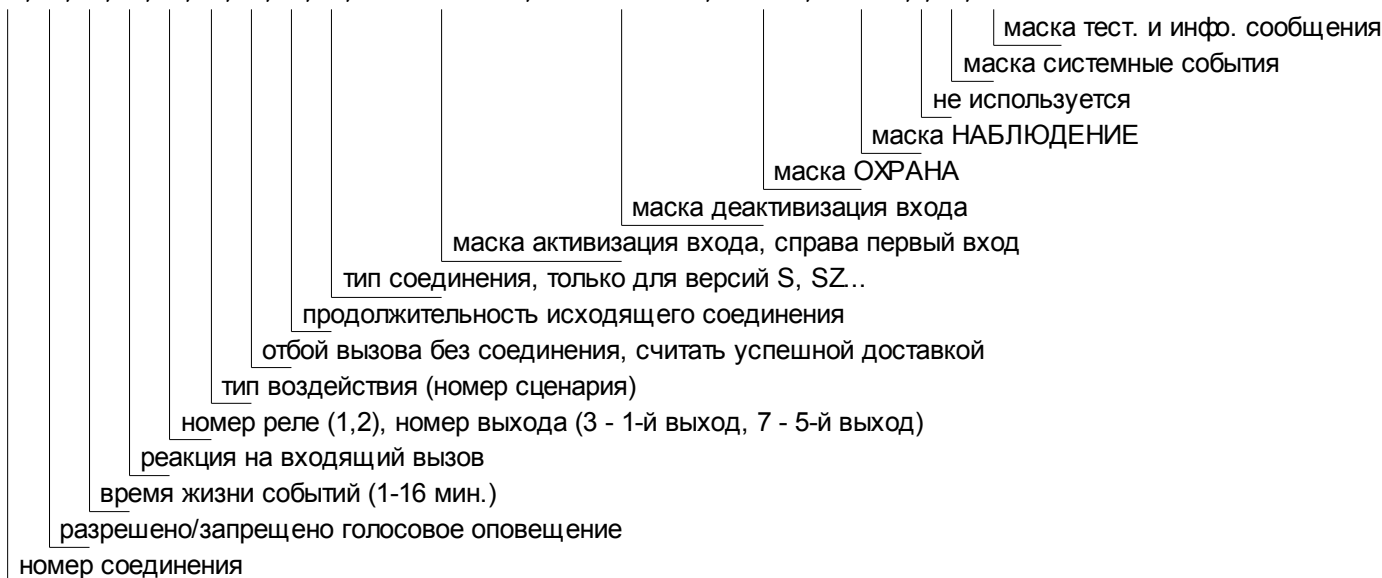 маска тест. и инфо. сообщения
маска системные события
не используется
маска НАБЛЮДЕНИЕ
маска ОХРАНА
маска деактивизация входа
маска активизация входа, справа первый вход
тип соединения, только для версий S, SZ...
продолжительность исходящего соединения
отбой вызова без соединения, считать успешной доставкой
тип воздействия (номер сценария)
номер реле (1,2), номер выхода (3 - 1-й выход, 7 - 5-й выход)
реакция на входящий вызов
время жизни событий (1-16 мин.)
разрешено/запрещено голосовое оповещение
номер соединения